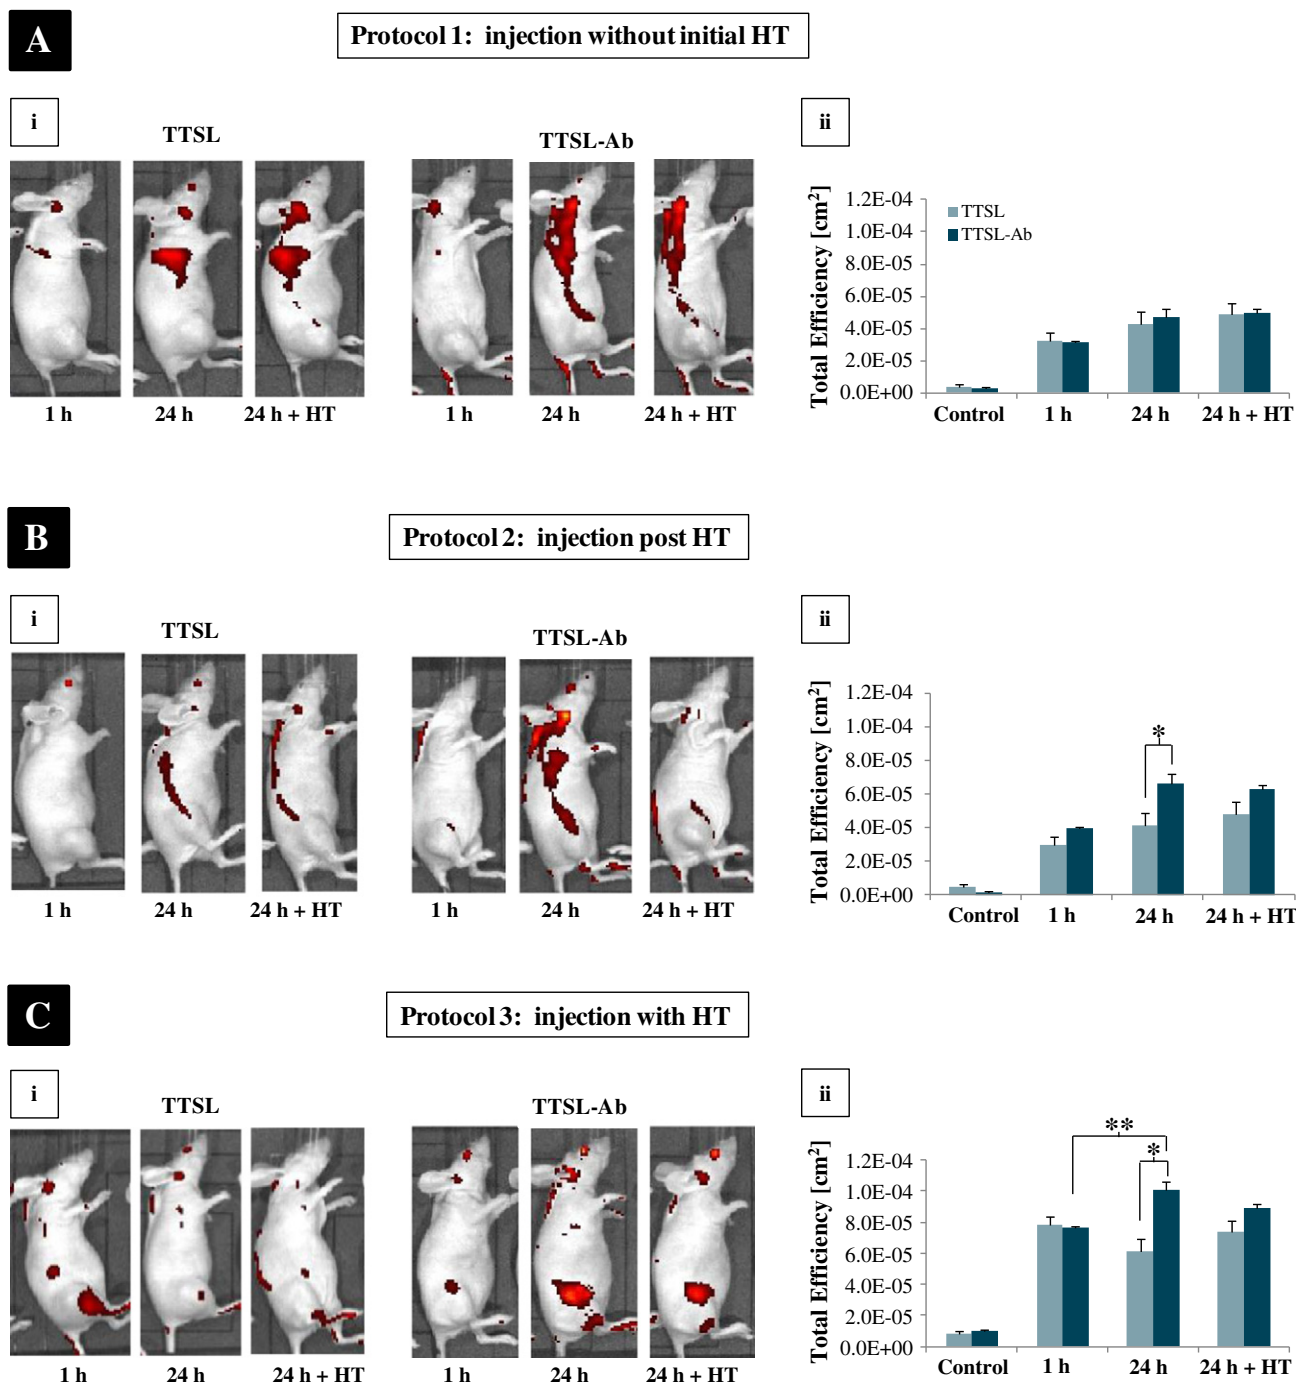 A
Protocol 1: injection without initial HT
i
TTSL
TTSL-Ab
1 h
24 h
24 h + HT
1 h
24 h
24 h + HT
ii
Total Efficiency [cm²]
1.2E-04
1.0E-04
8.0E-05
6.0E-05
4.0E-05
2.0E-05
0.0E+00
TTSL
TTSL-Ab
Control
1 h
24 h
24 h + HT
B
Protocol 2: injection post HT
i
TTSL
TTSL-Ab
1 h
24 h
24 h + HT
1 h
24 h
24 h + HT
ii
Total Efficiency [cm²]
1.2E-04
1.0E-04
8.0E-05
6.0E-05
4.0E-05
2.0E-05
0.0E+00
*
Control
1 h
24 h
24 h + HT
C
Protocol 3: injection with HT
i
TTSL
TTSL-Ab
1 h
24 h
24 h + HT
1 h
24 h
24 h + HT
ii
Total Efficiency [cm²]
1.2E-04
1.0E-04
8.0E-05
6.0E-05
4.0E-05
2.0E-05
0.0E+00
**
*
Control
1 h
24 h
24 h + HT